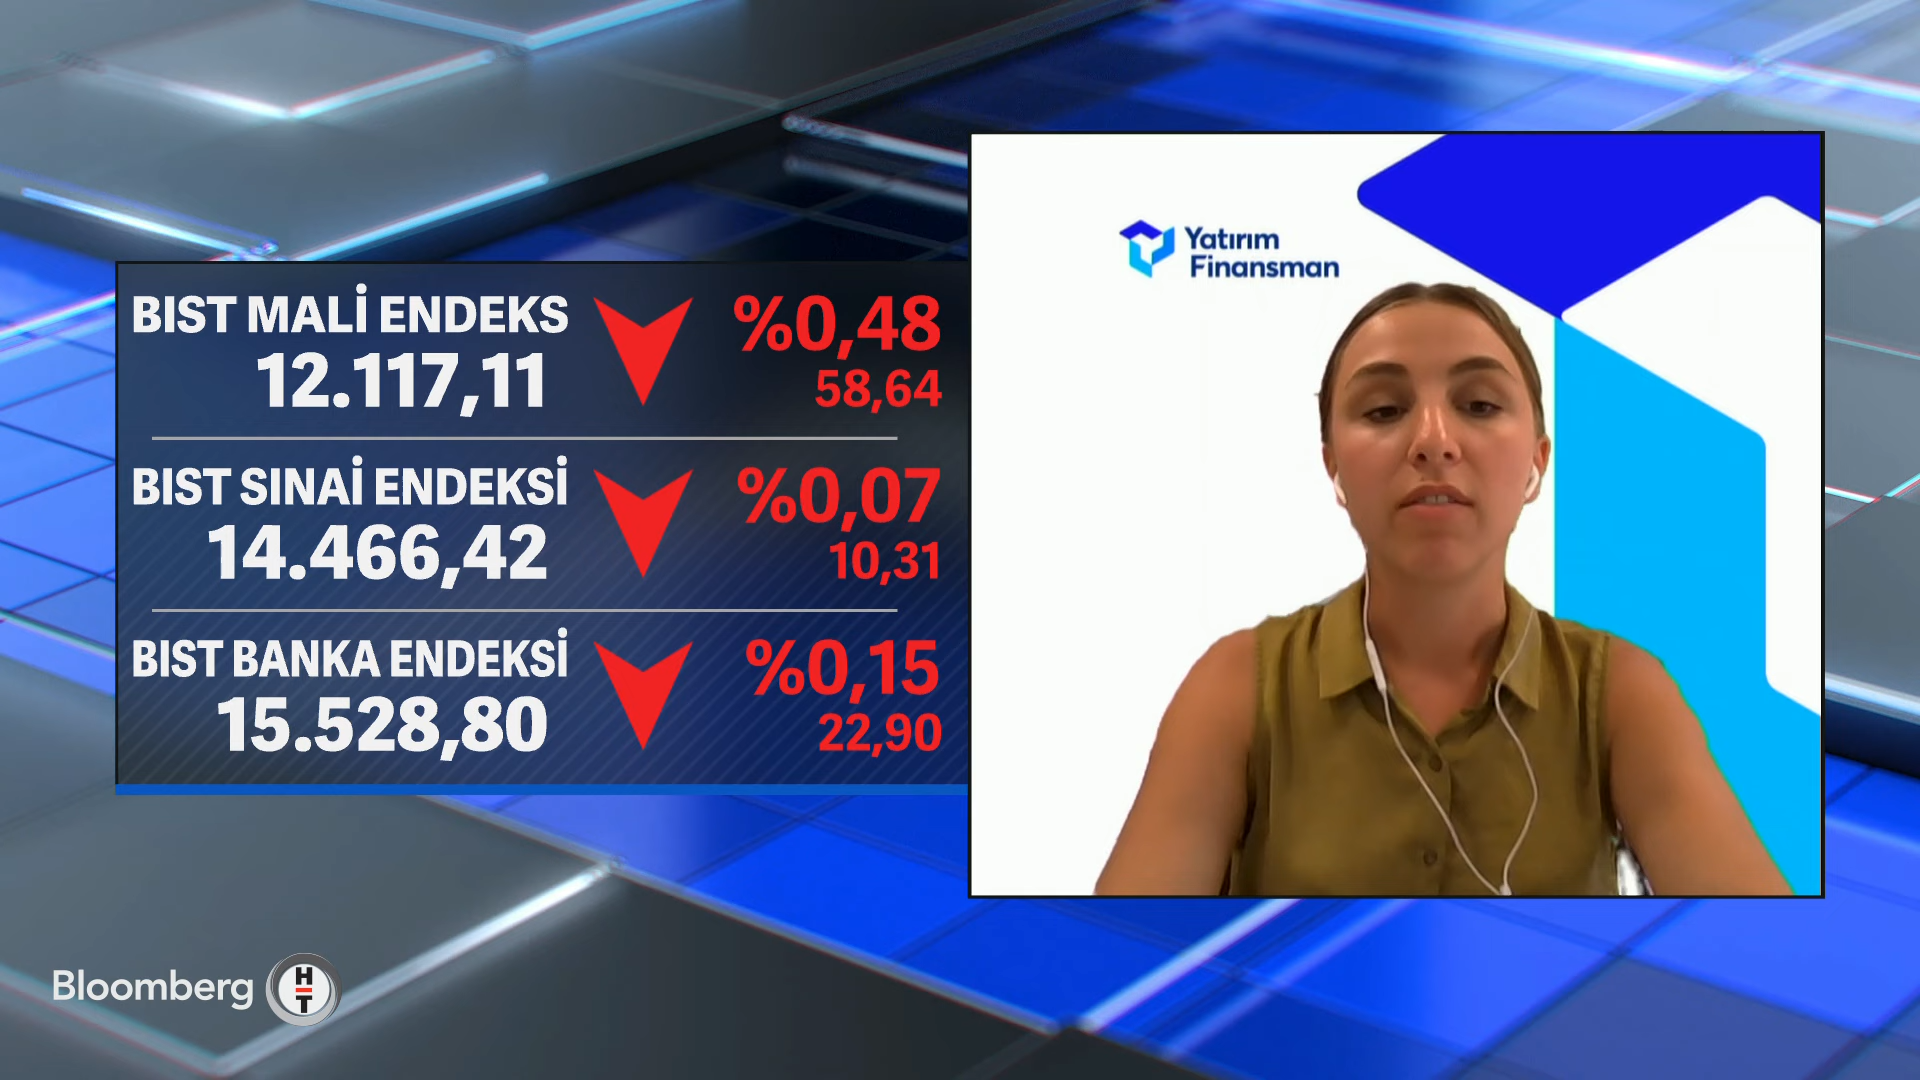 BIST MALİ ENDEKS
12.117,11
%0,48
58,64
BIST SINAİ ENDEKSİ
14.466,42
%0,07
10,31
BIST BANKA ENDEKSİ
15.528,80
%0,15
22,90
Yatırım
Finansman
Bloomberg
HT